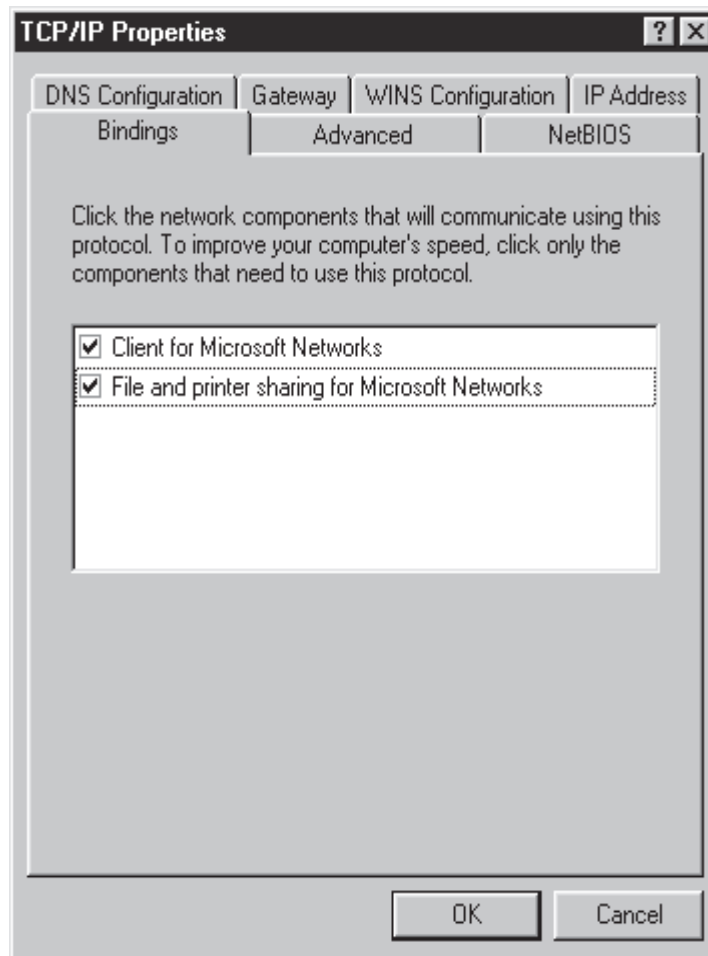 TCP/IP Properties
DNS Configuration Gateway WINS Configuration IP Address
Bindings Advanced NetBIOS
Click the network components that will communicate using this
protocol. To improve your computer's speed, click only the
components that need to use this protocol.
Client for Microsoft Networks
File and printer sharing for Microsoft Networks
OK Cancel